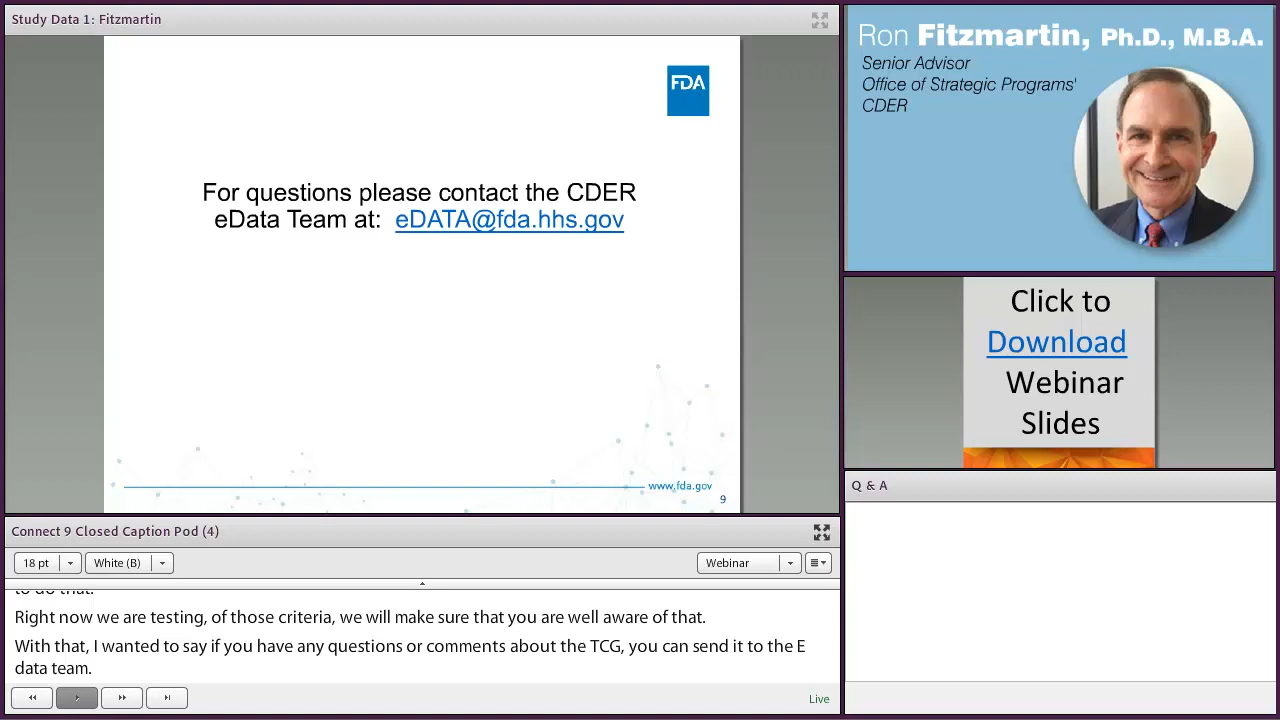 Study Data 1: Fitzmartin
FDA
For questions please contact the CDER
eData Team at: eDATA@fda.hhs.gov
www.fda.gov
9
Ron Fitzmartin, Ph.D., M.B.A.
Senior Advisor
Office of Strategic Programs'
CDER
Click to
Download
Webinar
Slides
Q & A
Connect 9 Closed Caption Pod (4)
18 pt
White (B)
Webinar
to do that.
Right now we are testing, of those criteria, we will make sure that you are well aware of that.
With that, I wanted to say if you have any questions or comments about the TCG, you can send it to the E
data team.
Live